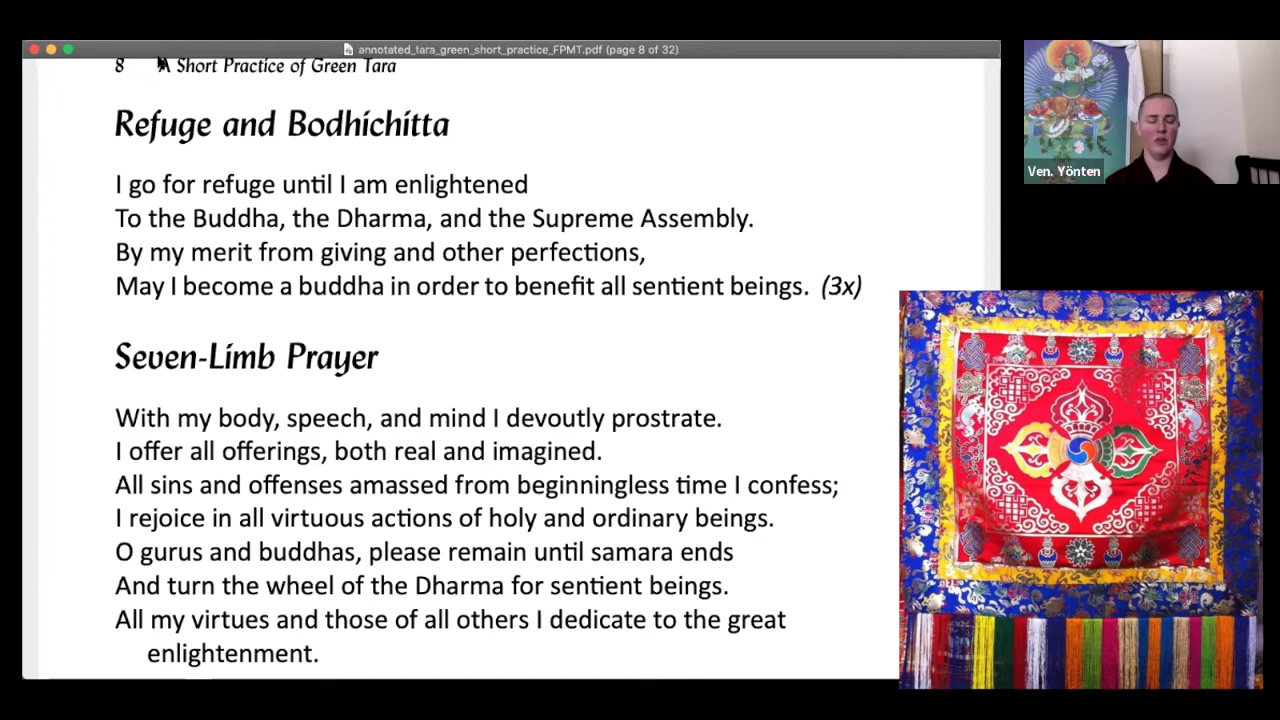 annotated_tara_green_short_practice_FPMT.pdf (page 8 of 32)
8 A Short Practice of Green Tara
Refuge and Bodhichitta
I go for refuge until I am enlightened
To the Buddha, the Dharma, and the Supreme Assembly.
By my merit from giving and other perfections,
May I become a buddha in order to benefit all sentient beings. (3x)
Seven-Limb Prayer
With my body, speech, and mind I devoutly prostrate.
I offer all offerings, both real and imagined.
All sins and offenses amassed from beginningless time I confess;
I rejoice in all virtuous actions of holy and ordinary beings.
O gurus and buddhas, please remain until samara ends
And turn the wheel of the Dharma for sentient beings.
All my virtues and those of all others I dedicate to the great
enlightenment.
Ven. Yönten